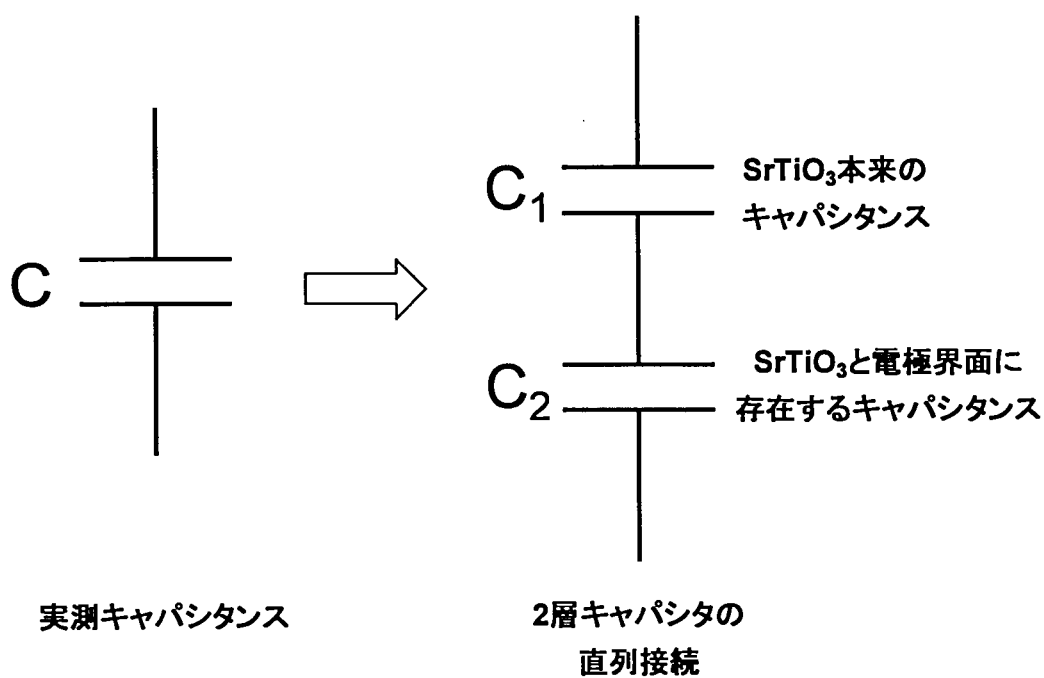 C
実測キャパシタンス
C₁
SrTiO₃本来の
キャパシタンス
C₂
SrTiO₃と電極界面に
存在するキャパシタンス
2層キャパシタの
直列接続